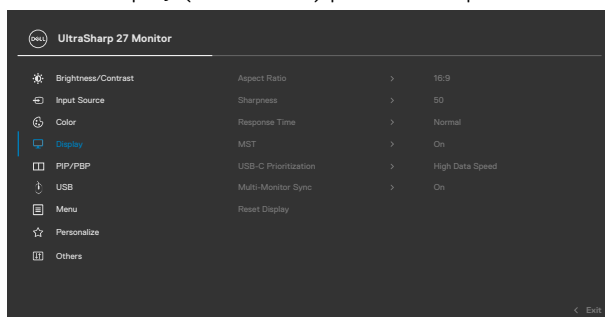 DELL UltraSharp 27 Monitor
Brightness/Contrast Aspect Ratio > 16:9
Input Source Sharpness > 50
Color Response Time > Normal
Display MST > On
PIP/PBP USB-C Prioritization > High Data Speed
USB Multi-Monitor Sync > On
Menu Reset Display
Personalize
Others
< Exit